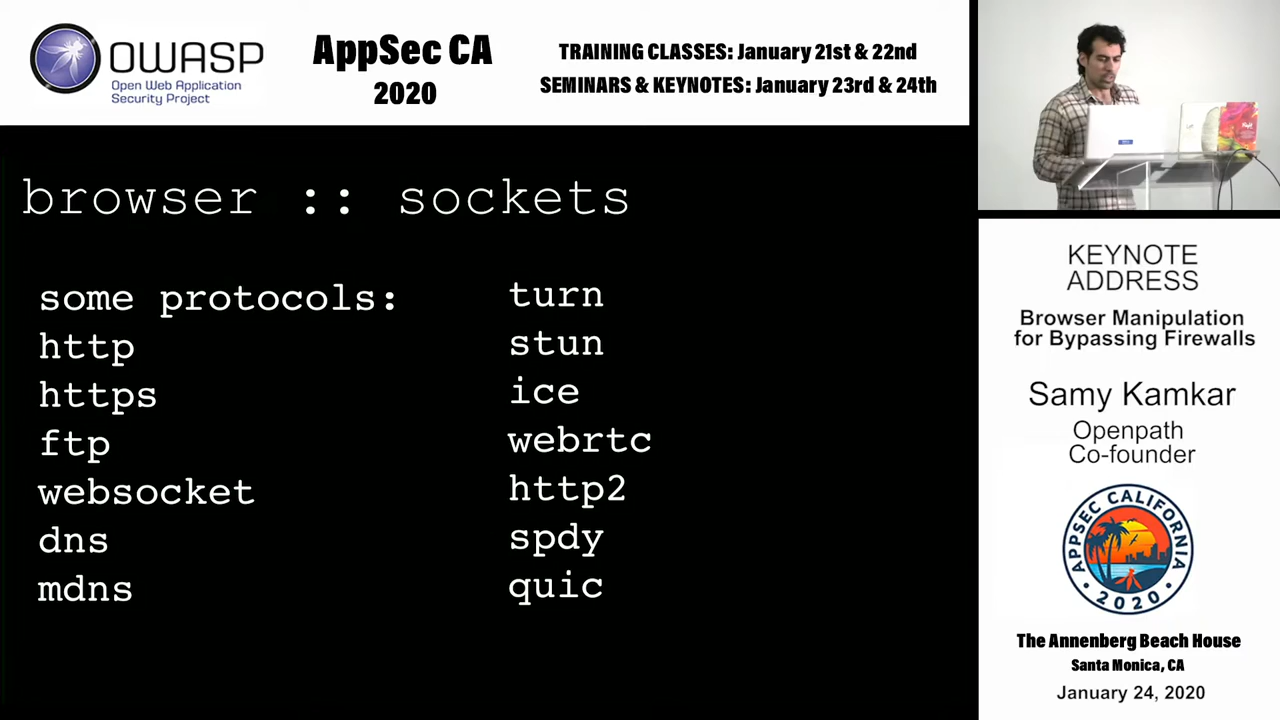 OWASP
Open Web Application
Security Project
AppSec CA
2020
TRAINING CLASSES: January 21st & 22nd
SEMINARS & KEYNOTES: January 23rd & 24th
browser :: sockets
some protocols:
http
https
ftp
websocket
dns
mdns
turn
stun
ice
webrtc
http2
spdy
quic
KEYNOTE
ADDRESS
Browser Manipulation
for Bypassing Firewalls
Samy Kamkar
Openpath
Co-founder
APPSEC CALIFORNIA
• 2020 •
The Annenberg Beach House
Santa Monica, CA
January 24, 2020